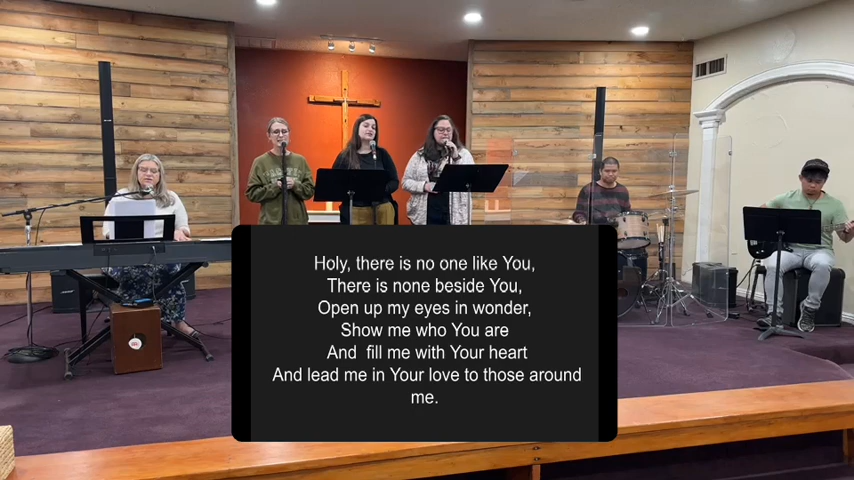 Holy, there is no one like You,
There is none beside You,
Open up my eyes in wonder,
Show me who You are
And fill me with Your heart
And lead me in Your love to those around
me.